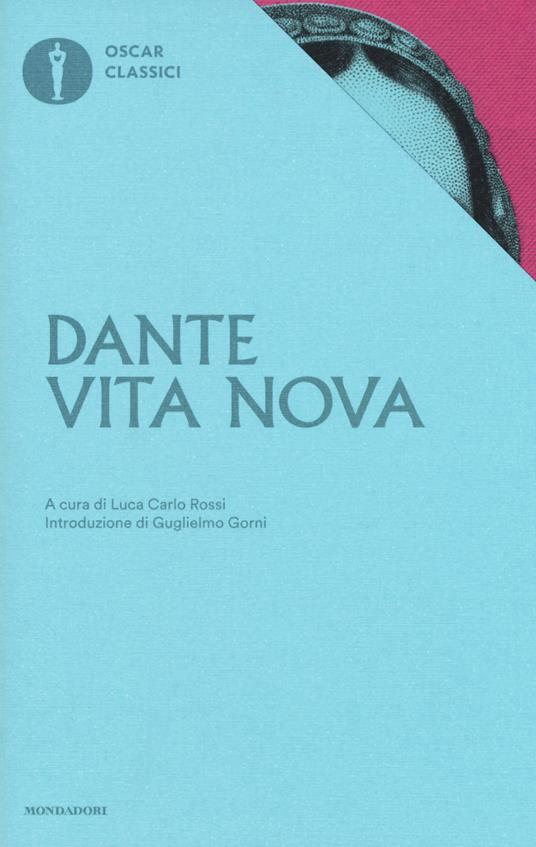 OSCAR
CLASSICI
DANTE
VITA NOVA
A cura di Luca Carlo Rossi
Introduzione di Guglielmo Gorni
MONDADORI